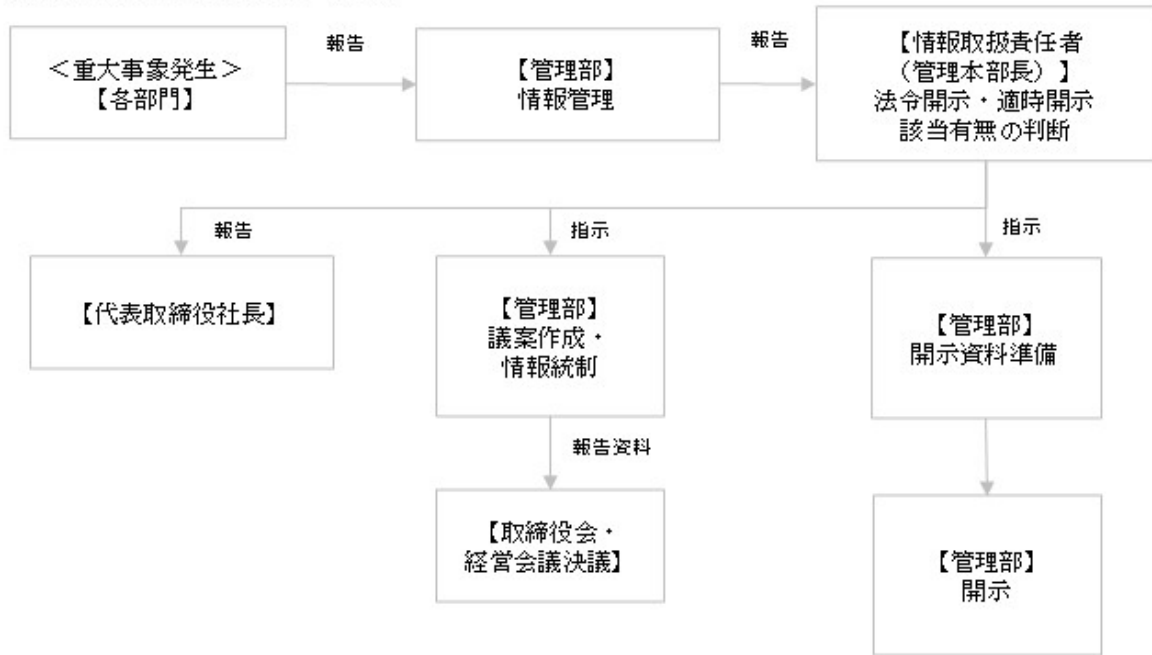 ＜重大事象発生＞
【各部門】
報告
【管理部】
情報管理
報告
【情報取扱責任者
（管理本部長）】
法令開示・適時開示
該当有無の判断
報告
【代表取締役社長】
指示
【管理部】
議案作成・
情報統制
報告資料
【取締役会・
経営会議決議】
指示
【管理部】
開示資料準備
【管理部】
開示